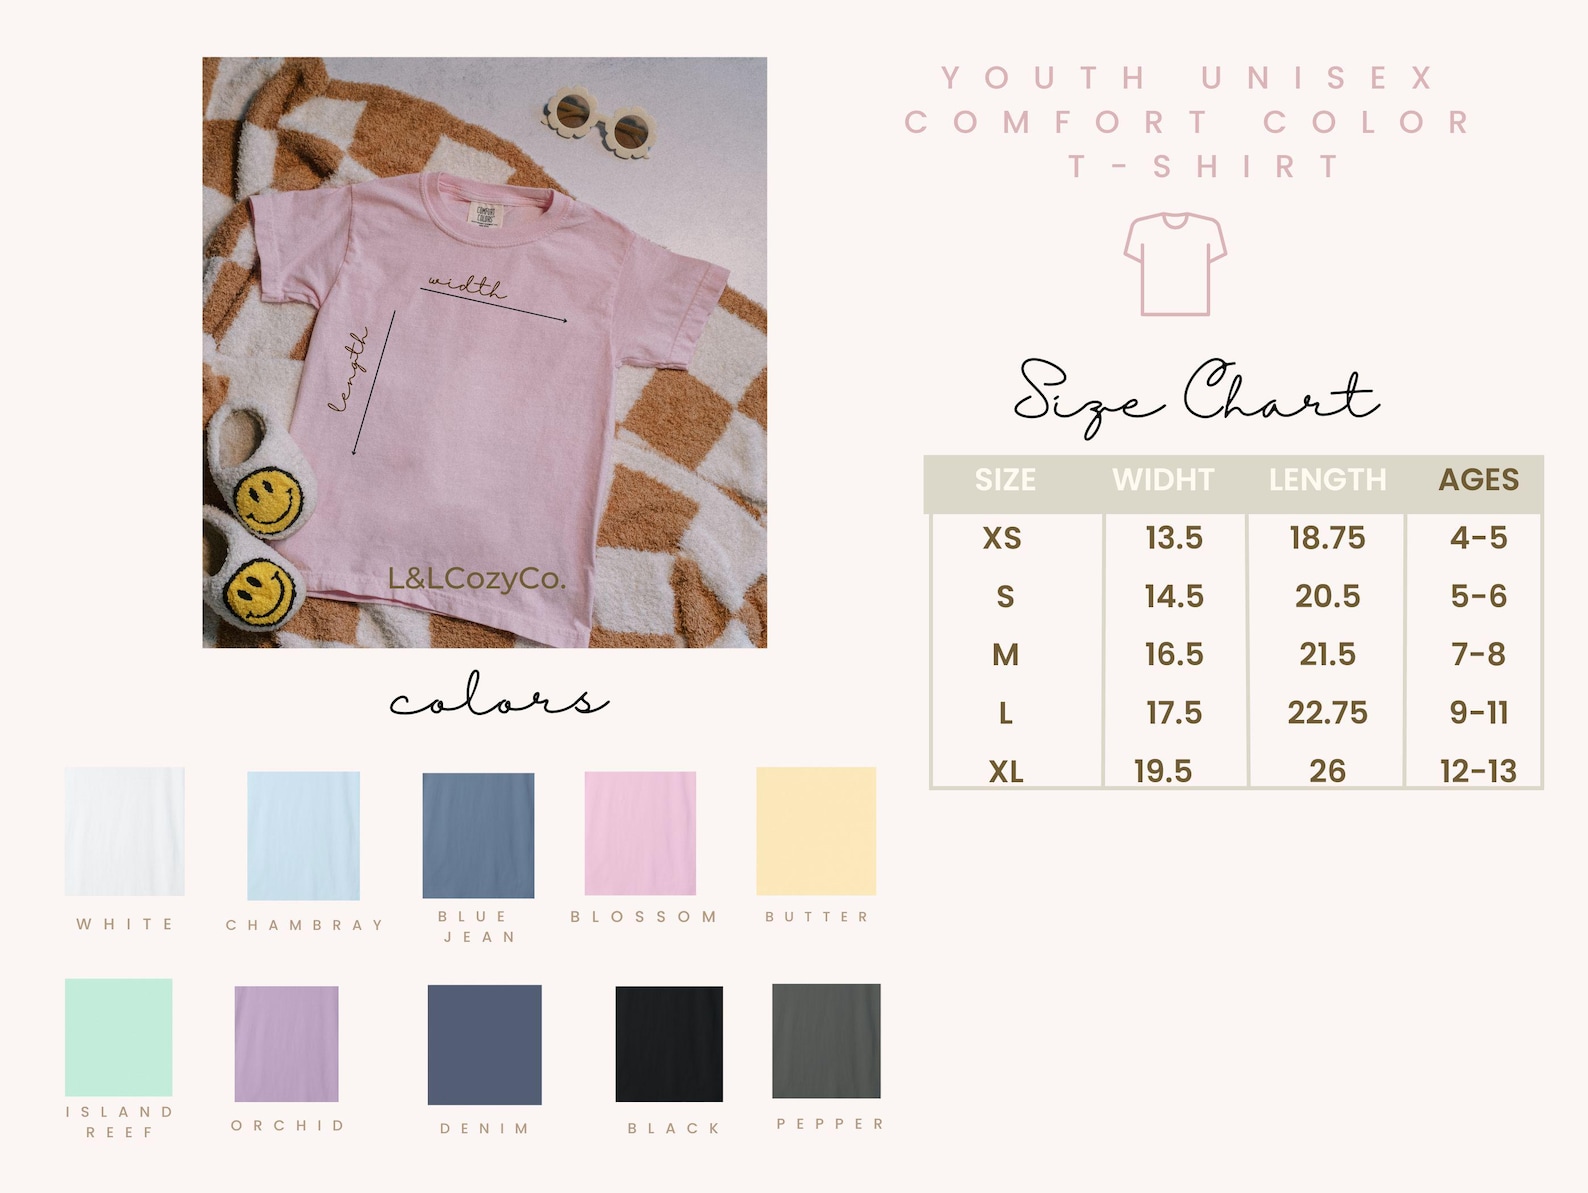 YOUTH UNISEX
COMFORT COLOR
T-SHIRT
COMFORT
COLORS
width
length
L&LCozyCo.
Size Chart
SIZE WIDHT LENGTH AGES
XS 13.5 18.75 4-5
S 14.5 20.5 5-6
M 16.5 21.5 7-8
L 17.5 22.75 9-11
XL 19.5 26 12-13
colors
WHITE
CHAMBRAY
BLUE
JEAN
BLOSSOM
BUTTER
ISLAND
REEF
ORCHID
DENIM
BLACK
PEPPER